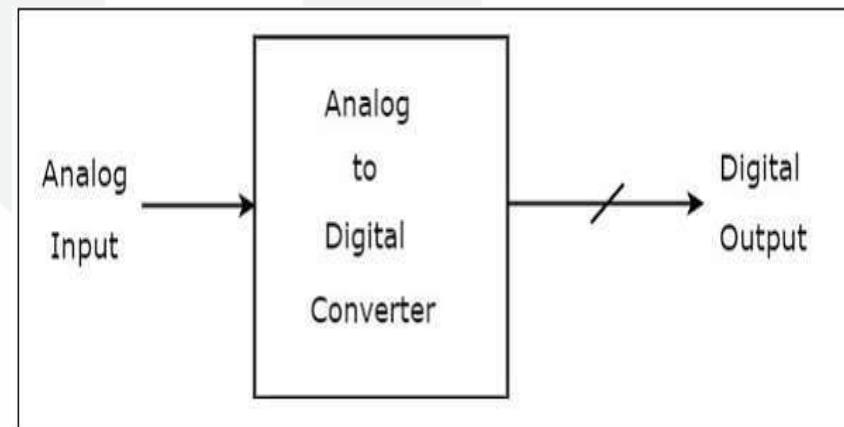 Analog
Input
Analog
to
Digital
Converter
Digital
Output